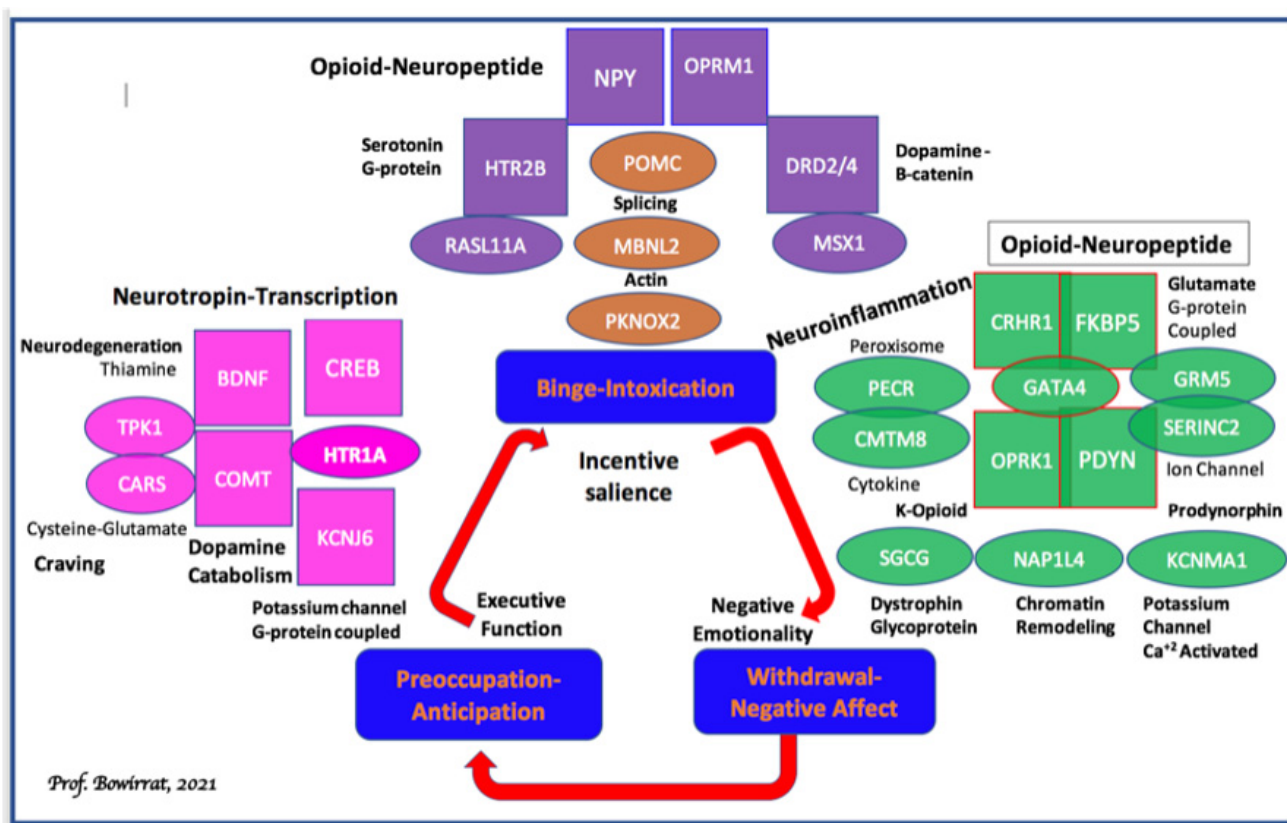 Opioid-Neuropeptide
NPY
OPRM1
Serotonin
G-protein
HTR2B
POMC
DRD2/4
Dopamine -
B-catenin
Splicing
RASL11A
MBNL2
MSX1
Actin
PKNOX2
Opioid-Neuropeptide
Neuroinflammation
CRHR1
FKBP5
Glutamate
G-protein
Coupled
Peroxisome
PECR
GATA4
GRM5
CMTM8
SERINC2
Cytokine
OPRK1
PDYN
Ion Channel
K-Opioid
Prodynorphin
SGCG
NAP1L4
KCNMA1
Dystrophin
Glycoprotein
Chromatin
Remodeling
Potassium
Channel
Ca+2 Activated
Neurotropin-Transcription
Neurodegeneration
Thiamine
BDNF
CREB
TPK1
CARS
COMT
HTR1A
Cysteine-Glutamate
Craving
Dopamine
Catabolism
KCNJ6
Potassium channel
G-protein coupled
Binge-Intoxication
Incentive
salience
Executive
Function
Negative
Emotionality
Preoccupation-
Anticipation
Withdrawal-
Negative Affect
Prof. Bowirrat, 2021